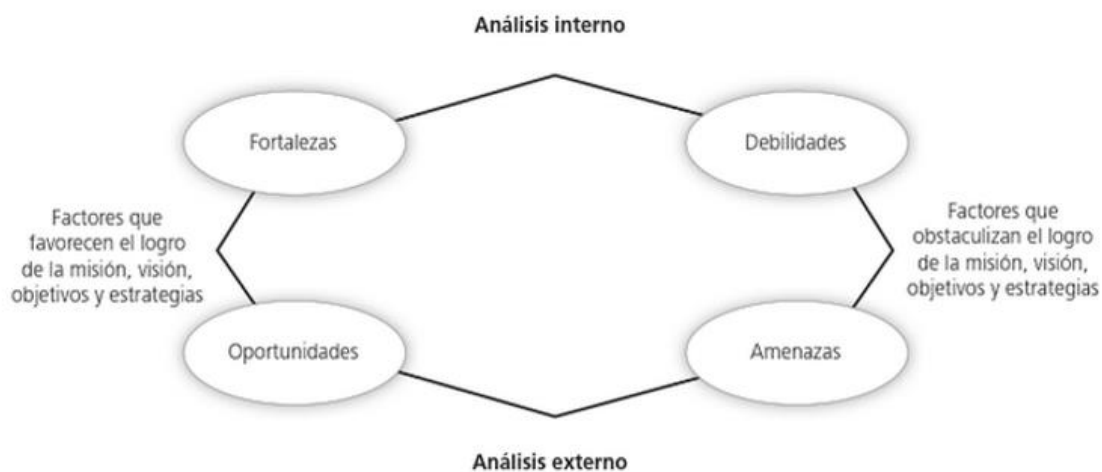 Análisis interno
Fortalezas
Debilidades
Factores que
favorecen el logro
de la misión, visión,
objetivos y estrategias
Factores que
obstaculizan el logro
de la misión, visión,
objetivos y estrategias
Oportunidades
Amenazas
Análisis externo